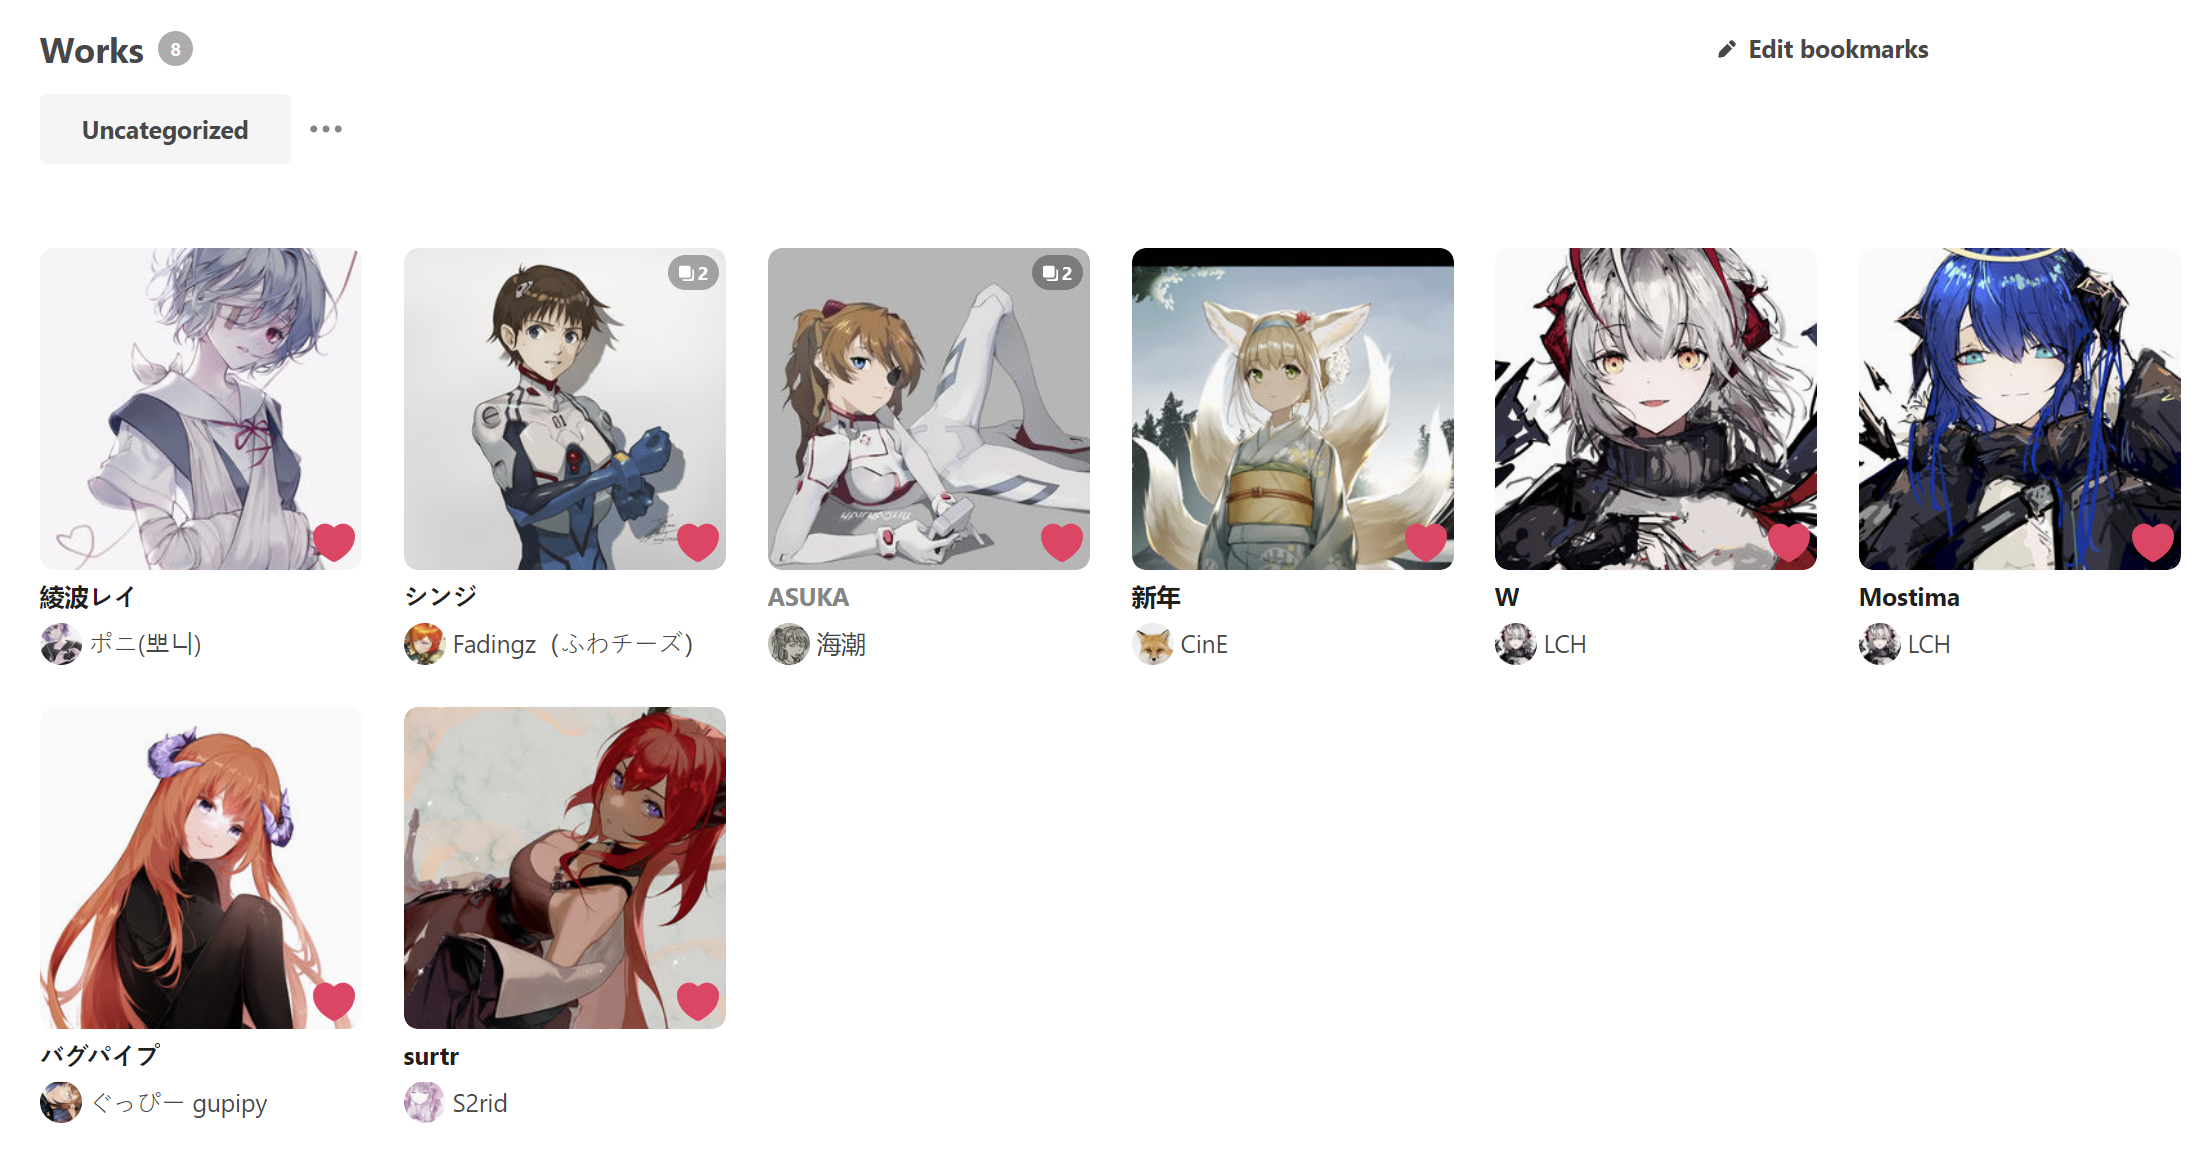 Works 8
Edit bookmarks
Uncategorized
2
2
01
綾波レイ
シンジ
ASUKA
新年
W
Mostima
ポニ(뽀니)
Fadingz（ふわチーズ）
海潮
CinE
LCH
LCH
バグパイプ
surtr
ぐっぴー gupipy
S2rid